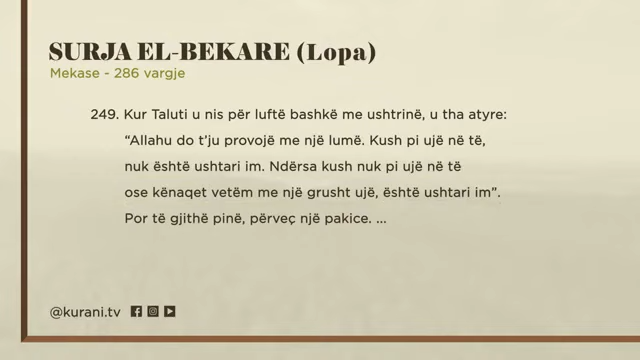 SURJA EL-BEKARE (Lopa)
Mekase - 286 vargje
249. Kur Taluti u nis për luftë bashkë me ushtrinë, u tha atyre:
“Allahu do t’ju provojë me një lumë. Kush pi ujë në të,
nuk është ushtari im. Ndërsa kush nuk pi ujë në të
ose kënaqet vetëm me një grusht ujë, është ushtari im”.
Por të gjithë pinë, përveç një pakice. ...
@kurani.tv